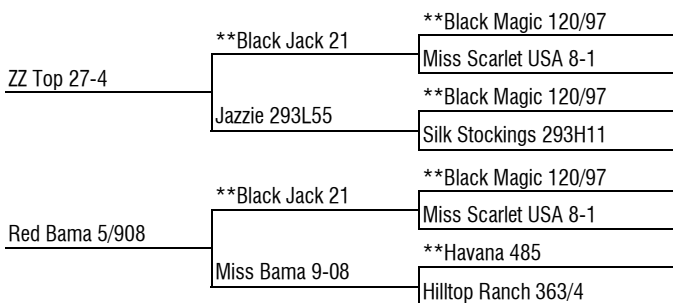 **Black Magic 120/97
**Black Jack 21
Miss Scarlet USA 8-1
ZZ Top 27-4
**Black Magic 120/97
Jazzie 293L55
Silk Stockings 293H11
**Black Magic 120/97
**Black Jack 21
Miss Scarlet USA 8-1
Red Bama 5/908
**Havana 485
Miss Bama 9-08
Hilltop Ranch 363/4